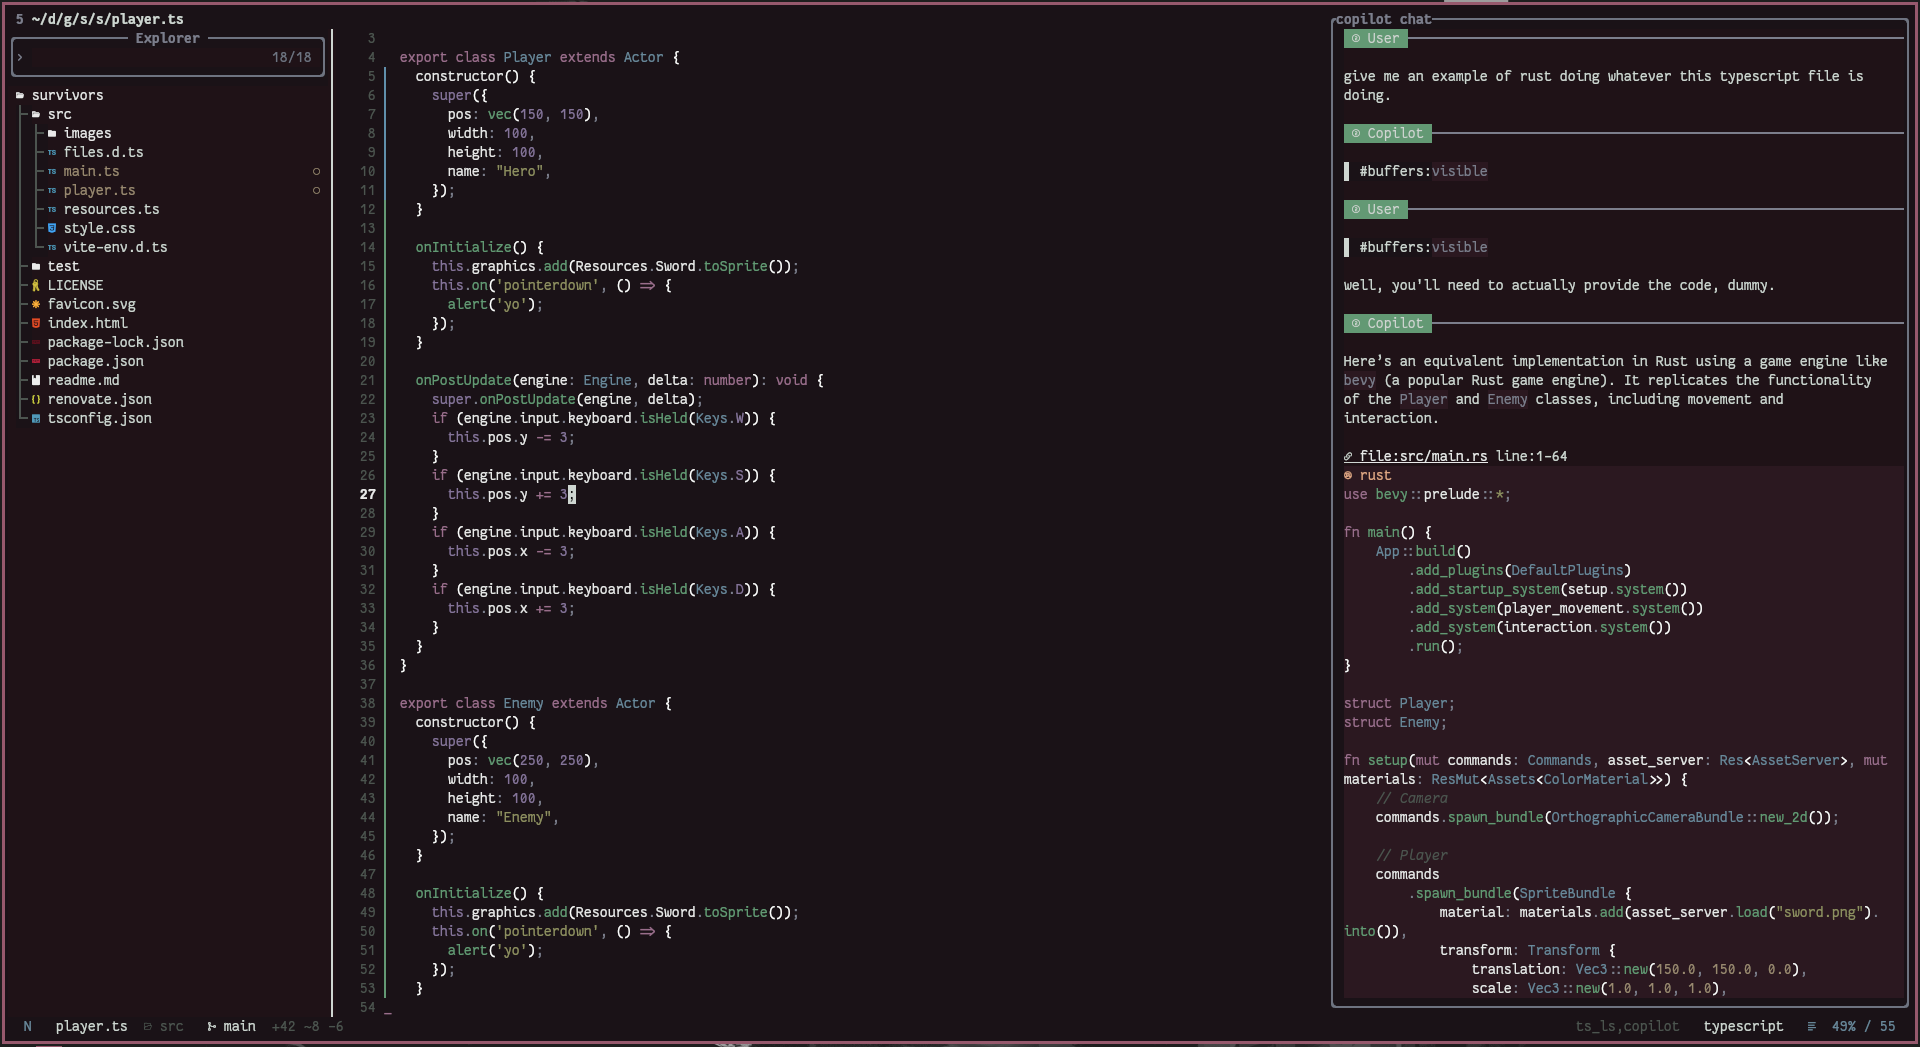 5 ~/d/g/s/s/player.ts
Explorer
› 18/18
survivors
src
images
files.d.ts
main.ts
player.ts
resources.ts
style.css
vite-env.d.ts
test
LICENSE
favicon.svg
index.html
package-lock.json
package.json
readme.md
renovate.json
tsconfig.json
3
4 export class Player extends Actor {
5   constructor() {
6     super({
7       pos: vec(150, 150),
8       width: 100,
9       height: 100,
10       name: "Hero",
11     });
12   }
13
14   onInitialize() {
15     this.graphics.add(Resources.Sword.toSprite());
16     this.on('pointerdown', () => {
17       alert('yo');
18     });
19   }
20
21   onPostUpdate(engine: Engine, delta: number): void {
22     super.onPostUpdate(engine, delta);
23     if (engine.input.keyboard.isHeld(Keys.W)) {
24       this.pos.y -= 3;
25     }
26     if (engine.input.keyboard.isHeld(Keys.S)) {
27       this.pos.y += 3;
28     }
29     if (engine.input.keyboard.isHeld(Keys.A)) {
30       this.pos.x -= 3;
31     }
32     if (engine.input.keyboard.isHeld(Keys.D)) {
33       this.pos.x += 3;
34     }
35   }
36 }
37
38 export class Enemy extends Actor {
39   constructor() {
40     super({
41       pos: vec(250, 250),
42       width: 100,
43       height: 100,
44       name: "Enemy",
45     });
46   }
47
48   onInitialize() {
49     this.graphics.add(Resources.Sword.toSprite());
50     this.on('pointerdown', () => {
51       alert('yo');
52     });
53   }
54
copilot chat
User
give me an example of rust doing whatever this typescript file is
doing.
Copilot
#buffers:visible
User
#buffers:visible
well, you'll need to actually provide the code, dummy.
Copilot
Here's an equivalent implementation in Rust using a game engine like
bevy (a popular Rust game engine). It replicates the functionality
of the Player and Enemy classes, including movement and
interaction.
file:src/main.rs line:1-64
rust
use bevy::prelude::*;
fn main() {
    App::build()
        .add_plugins(DefaultPlugins)
        .add_startup_system(setup.system())
        .add_system(player_movement.system())
        .add_system(interaction.system())
        .run();
}
struct Player;
struct Enemy;
fn setup(mut commands: Commands, asset_server: Res<AssetServer>, mut
materials: ResMut<Assets<ColorMaterial>>) {
    // Camera
    commands.spawn_bundle(OrthographicCameraBundle::new_2d());
    // Player
    commands
        .spawn_bundle(SpriteBundle {
            material: materials.add(asset_server.load("sword.png").
into()),
            transform: Transform {
                translation: Vec3::new(150.0, 150.0, 0.0),
                scale: Vec3::new(1.0, 1.0, 1.0),
N player.ts src main +42 ~8 -6 ts_ls,copilot typescript 49% / 55